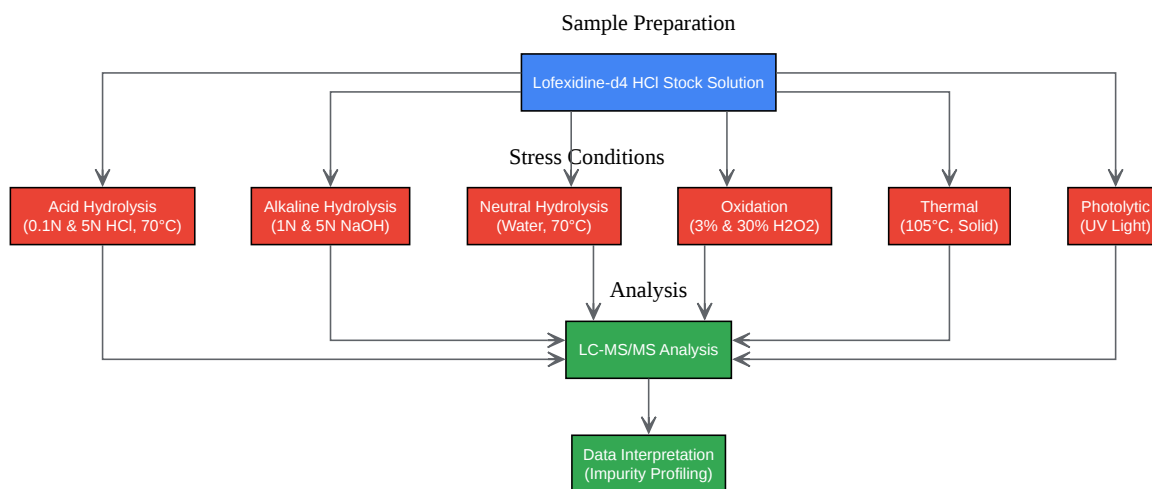 Sample Preparation
Lofexidine-d4 HCl Stock Solution
Stress Conditions
Acid Hydrolysis
(0.1N & 5N HCl, 70°C)
Alkaline Hydrolysis
(1N & 5N NaOH)
Neutral Hydrolysis
(Water, 70°C)
Oxidation
(3% & 30% H2O2)
Thermal
(105°C, Solid)
Photolytic
(UV Light)
Analysis
LC-MS/MS Analysis
Data Interpretation
(Impurity Profiling)